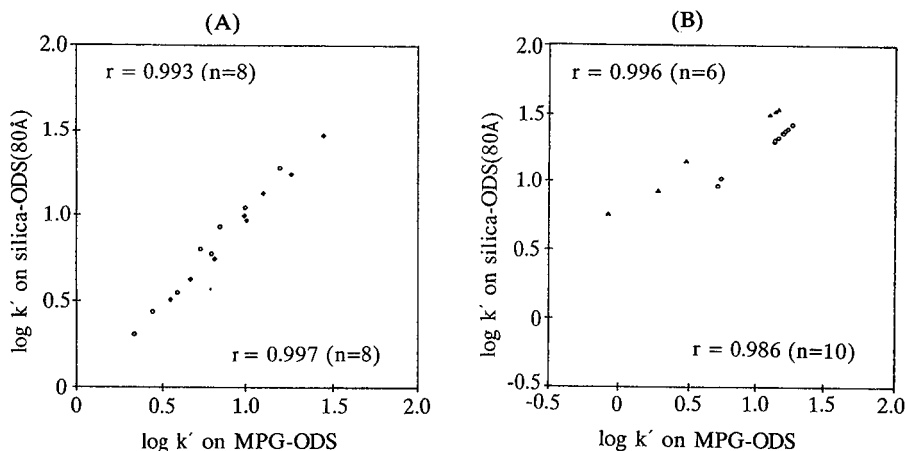 (A)
2.0
r = 0.993 (n=8)
1.5
1.0
0.5
r = 0.997 (n=8)
0
0 0.5 1.0 1.5 2.0
log k´ on silica-ODS(80Å)
log k´ on MPG-ODS
(B)
2.0
r = 0.996 (n=6)
1.5
1.0
0.5
0
r = 0.986 (n=10)
-0.5
-0.5 0 0.5 1.0 1.5 2.0
log k´ on silica-ODS(80Å)
log k´ on MPG-ODS